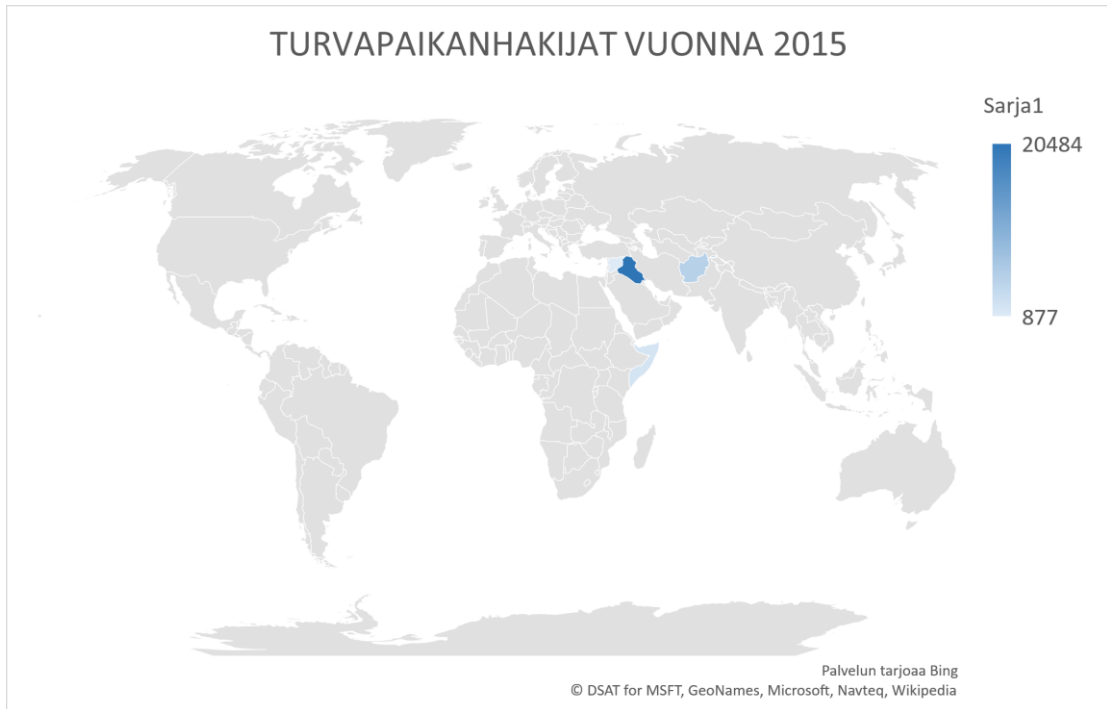 TURVAPAIKANHAKIJAT VUONNA 2015
Sarja1
20484
877
Palvelun tarjoaa Bing
© DSAT for MSFT, GeoNames, Microsoft, Navteq, Wikipedia